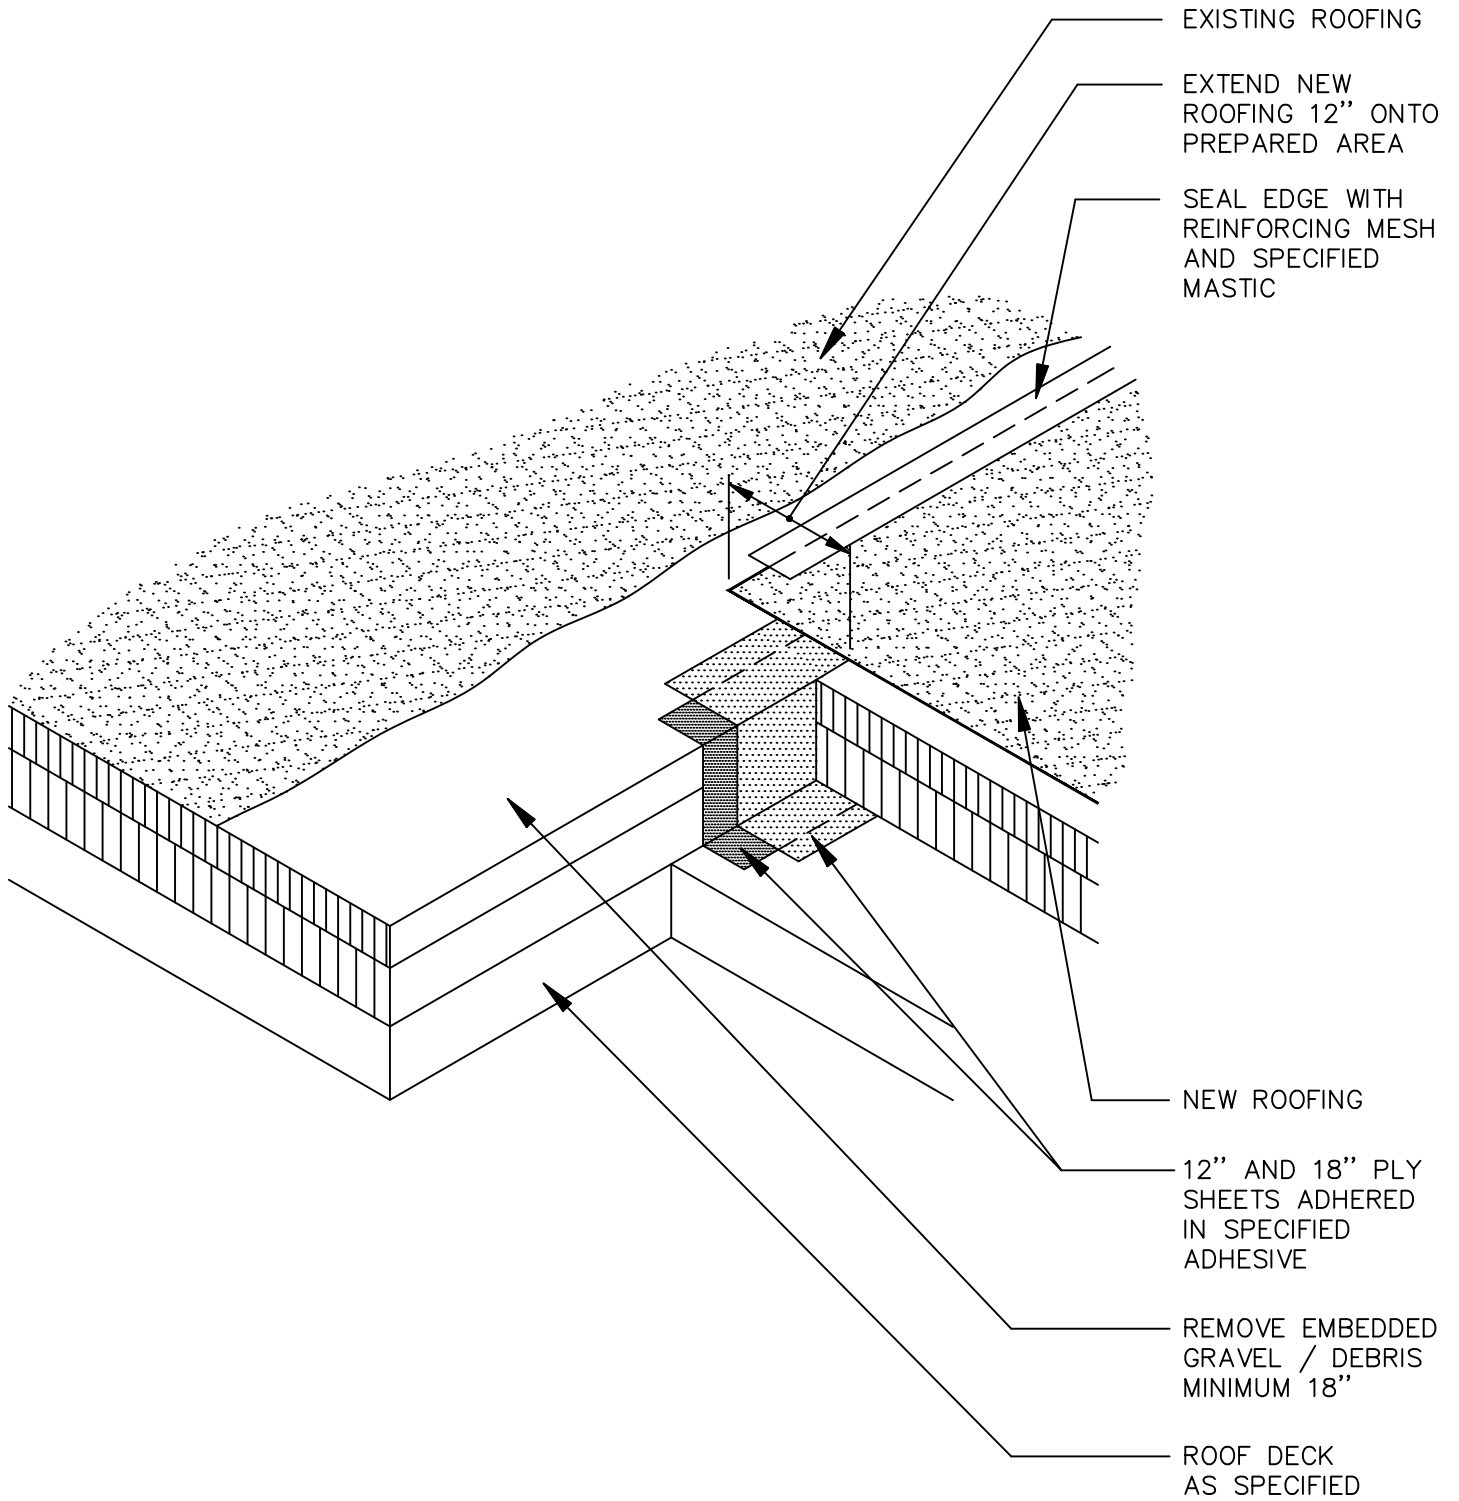 EXISTING ROOFING
EXTEND NEW
ROOFING 12" ONTO
PREPARED AREA
SEAL EDGE WITH
REINFORCING MESH
AND SPECIFIED
MASTIC
NEW ROOFING
12" AND 18" PLY
SHEETS ADHERED
IN SPECIFIED
ADHESIVE
REMOVE EMBEDDED
GRAVEL / DEBRIS
MINIMUM 18"
ROOF DECK
AS SPECIFIED